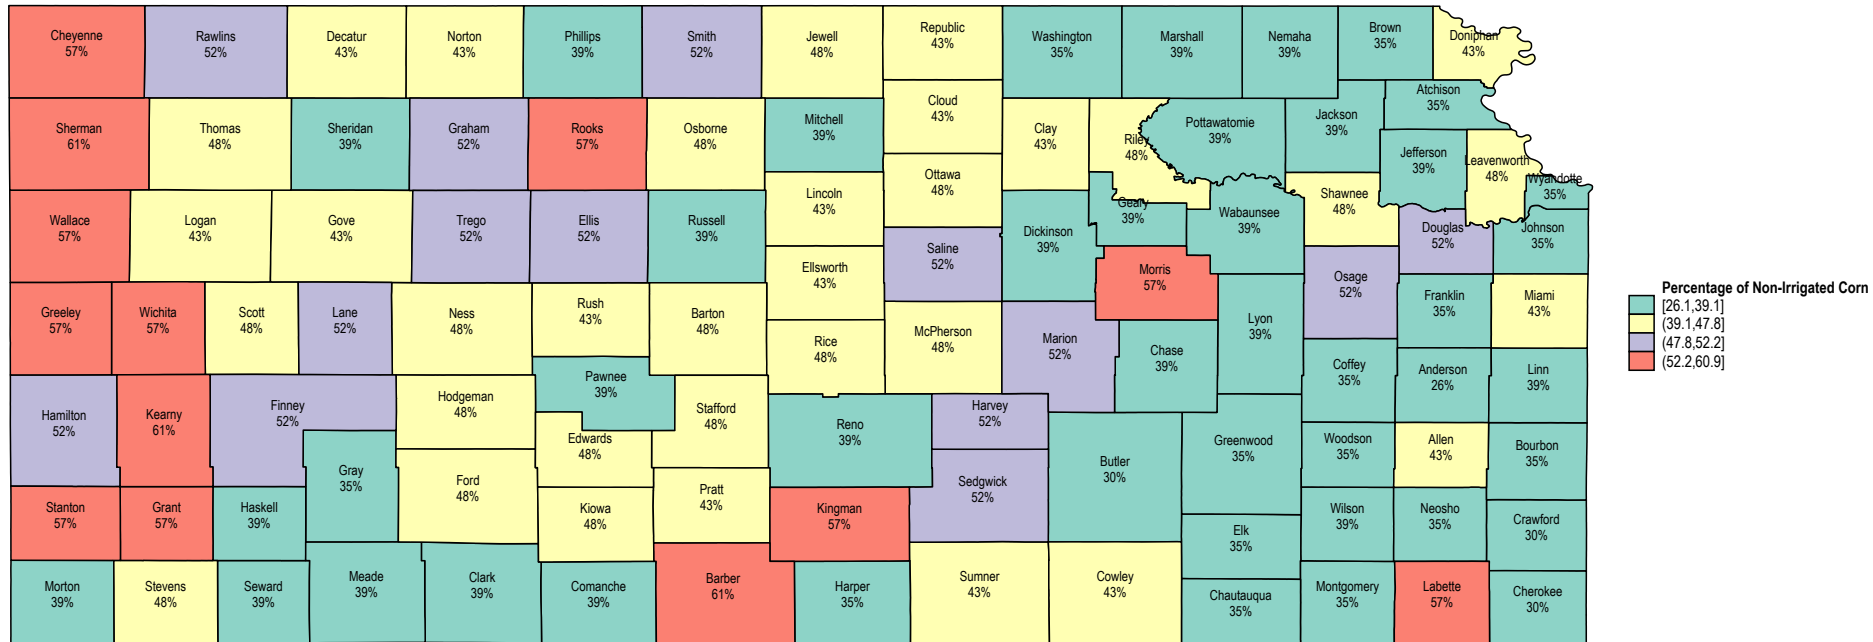 Cheyenne
57%
Rawlins
52%
Decatur
43%
Norton
43%
Phillips
39%
Smith
52%
Jewell
48%
Republic
43%
Washington
35%
Marshall
39%
Nemaha
39%
Brown
35%
Doniphan
43%
Sherman
61%
Thomas
48%
Sheridan
39%
Graham
52%
Rooks
57%
Osborne
48%
Mitchell
39%
Cloud
43%
Clay
43%
Riley
48%
Pottawatomie
39%
Jackson
39%
Atchison
35%
Jefferson
39%
Leavenworth
48%
Wyandotte
35%
Wallace
57%
Logan
43%
Gove
43%
Trego
52%
Ellis
52%
Russell
39%
Lincoln
43%
Ottawa
48%
Saline
52%
Dickinson
39%
Geary
39%
Wabaunsee
39%
Shawnee
48%
Douglas
52%
Johnson
35%
Greeley
57%
Wichita
57%
Scott
48%
Lane
52%
Ness
48%
Rush
43%
Barton
48%
Ellsworth
43%
Rice
48%
McPherson
48%
Marion
52%
Morris
57%
Chase
39%
Lyon
39%
Osage
52%
Franklin
35%
Miami
43%
Coffey
35%
Anderson
26%
Linn
39%
Hamilton
52%
Kearny
61%
Finney
52%
Hodgeman
48%
Pawnee
39%
Stafford
48%
Edwards
48%
Reno
39%
Harvey
52%
Sedgwick
52%
Butler
30%
Greenwood
35%
Woodson
35%
Allen
43%
Bourbon
35%
Gray
35%
Ford
48%
Kiowa
48%
Pratt
43%
Kingman
57%
Stanton
57%
Grant
57%
Haskell
39%
Elk
35%
Wilson
39%
Neosho
35%
Crawford
30%
Morton
39%
Stevens
48%
Seward
39%
Meade
39%
Clark
39%
Comanche
39%
Barber
61%
Harper
35%
Sumner
43%
Cowley
43%
Chautauqua
35%
Montgomery
35%
Labette
57%
Cherokee
30%
Percentage of Non-Irrigated Corn
[26.1,39.1]
(39.1,47.8]
(47.8,52.2]
(52.2,60.9]